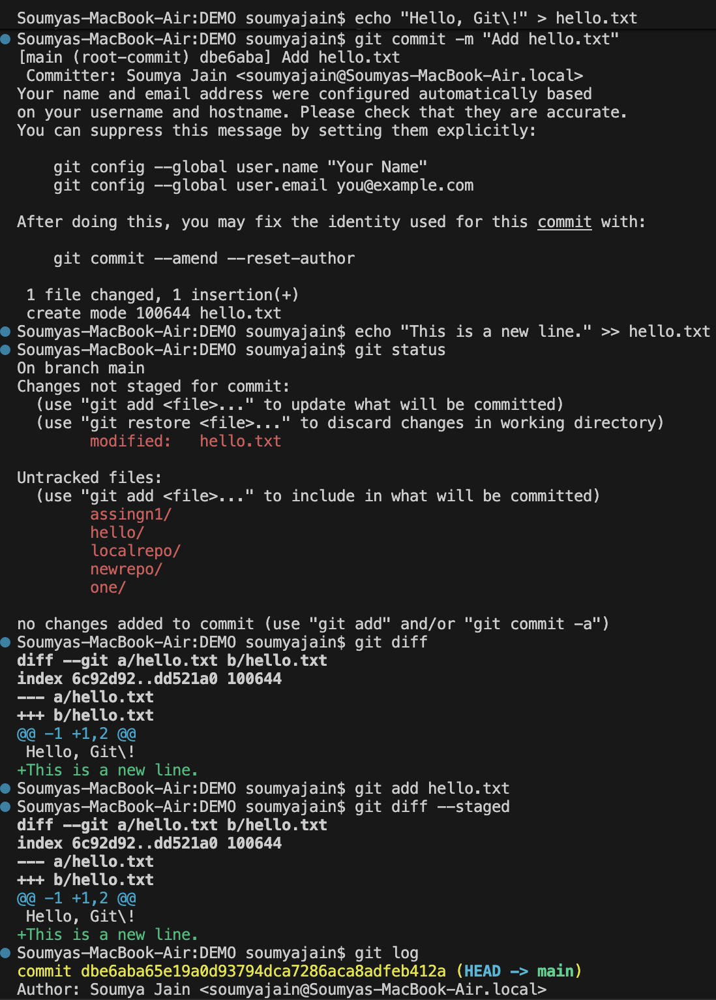 Soumyas-MacBook-Air:DEMO soumyajain$ echo "Hello, Git\!" > hello.txt
Soumyas-MacBook-Air:DEMO soumyajain$ git commit -m "Add hello.txt"
[main (root-commit) dbe6aba] Add hello.txt
 Committer: Soumya Jain <soumyajain@Soumyas-MacBook-Air.local>
Your name and email address were configured automatically based
on your username and hostname. Please check that they are accurate.
You can suppress this message by setting them explicitly:

    git config --global user.name "Your Name"
    git config --global user.email you@example.com

After doing this, you may fix the identity used for this commit with:

    git commit --amend --reset-author

 1 file changed, 1 insertion(+)
 create mode 100644 hello.txt
Soumyas-MacBook-Air:DEMO soumyajain$ echo "This is a new line." >> hello.txt
Soumyas-MacBook-Air:DEMO soumyajain$ git status
On branch main
Changes not staged for commit:
  (use "git add <file>..." to update what will be committed)
  (use "git restore <file>..." to discard changes in working directory)
        modified:   hello.txt

Untracked files:
  (use "git add <file>..." to include in what will be committed)
        assingn1/
        hello/
        localrepo/
        newrepo/
        one/

no changes added to commit (use "git add" and/or "git commit -a")
Soumyas-MacBook-Air:DEMO soumyajain$ git diff
diff --git a/hello.txt b/hello.txt
index 6c92d92..dd521a0 100644
--- a/hello.txt
+++ b/hello.txt
@@ -1 +1,2 @@
 Hello, Git\!
+This is a new line.
Soumyas-MacBook-Air:DEMO soumyajain$ git add hello.txt
Soumyas-MacBook-Air:DEMO soumyajain$ git diff --staged
diff --git a/hello.txt b/hello.txt
index 6c92d92..dd521a0 100644
--- a/hello.txt
+++ b/hello.txt
@@ -1 +1,2 @@
 Hello, Git\!
+This is a new line.
Soumyas-MacBook-Air:DEMO soumyajain$ git log
commit dbe6aba65e19a0d93794dca7286aca8adfeb412a (HEAD -> main)
Author: Soumya Jain <soumyajain@Soumyas-MacBook-Air.local>